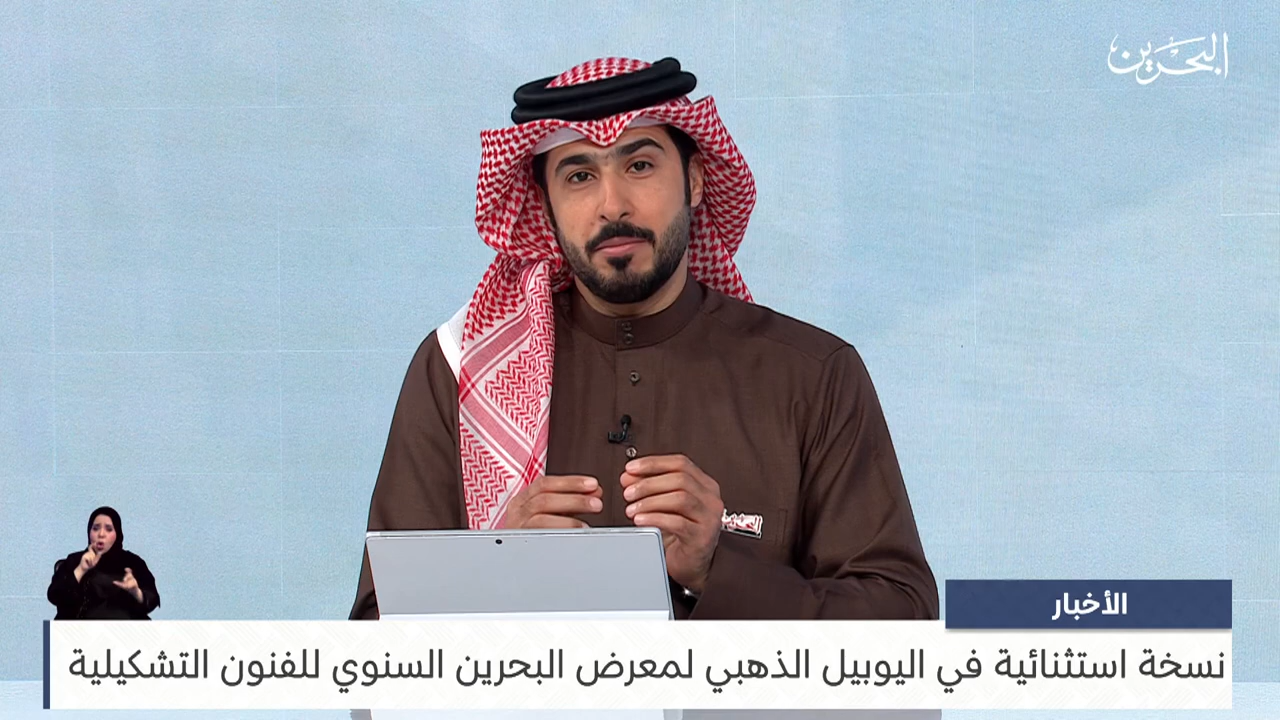 البحرين
الأخبار
نسخة استثنائية في اليوبيل الذهبي لمعرض البحرين السنوي للفنون التشكيلية